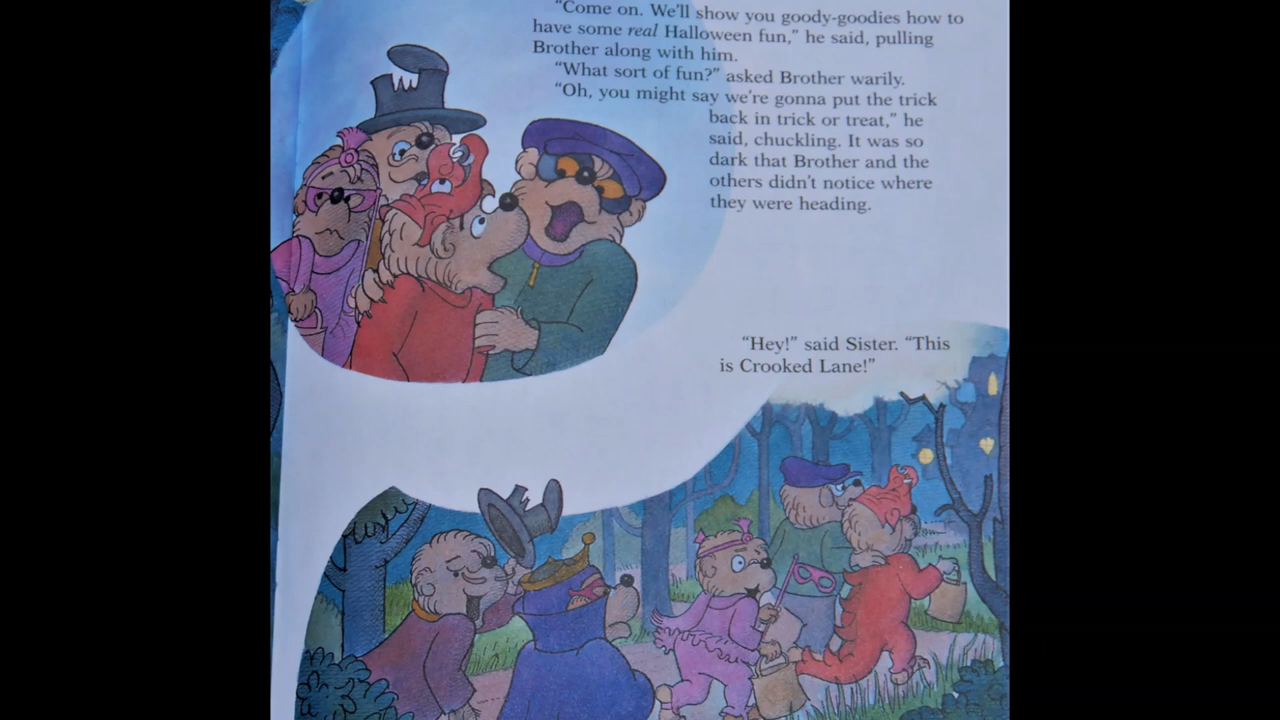 "Come on. We'll show you goody-goodies how to
have some real Halloween fun," he said, pulling
Brother along with him.
"What sort of fun?" asked Brother warily.
"Oh, you might say we're gonna put the trick
back in trick or treat," he
said, chuckling. It was so
dark that Brother and the
others didn't notice where
they were heading.
"Hey!" said Sister. "This
is Crooked Lane!"